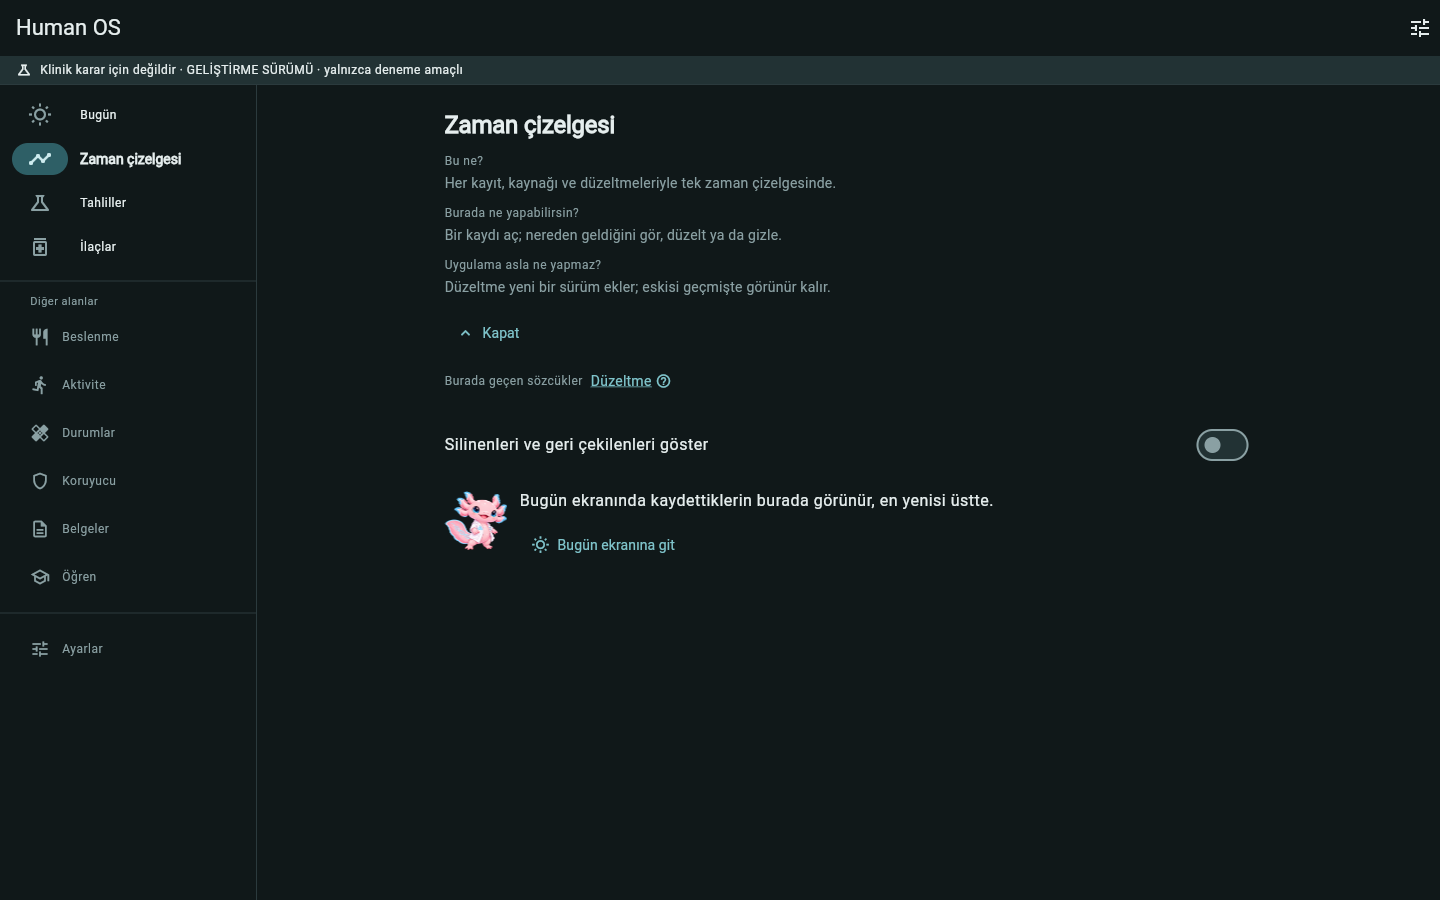 Human OS
Klinik karar için değildir · GELİŞTİRME SÜRÜMÜ · yalnızca deneme amaçlı
Bugün
Zaman çizelgesi
Tahliller
İlaçlar
Diğer alanlar
Beslenme
Aktivite
Durumlar
Koruyucu
Belgeler
Öğren
Ayarlar
Zaman çizelgesi
Bu ne?
Her kayıt, kaynağı ve düzeltmeleriyle tek zaman çizelgesinde.
Burada ne yapabilirsin?
Bir kaydı aç; nereden geldiğini gör, düzelt ya da gizle.
Uygulama asla ne yapmaz?
Düzeltme yeni bir sürüm ekler; eskisi geçmişte görünür kalır.
Kapat
Burada geçen sözcükler Düzeltme
Silinenleri ve geri çekilenleri göster
Bugün ekranında kaydettiklerin burada görünür, en yenisi üstte.
Bugün ekranına git